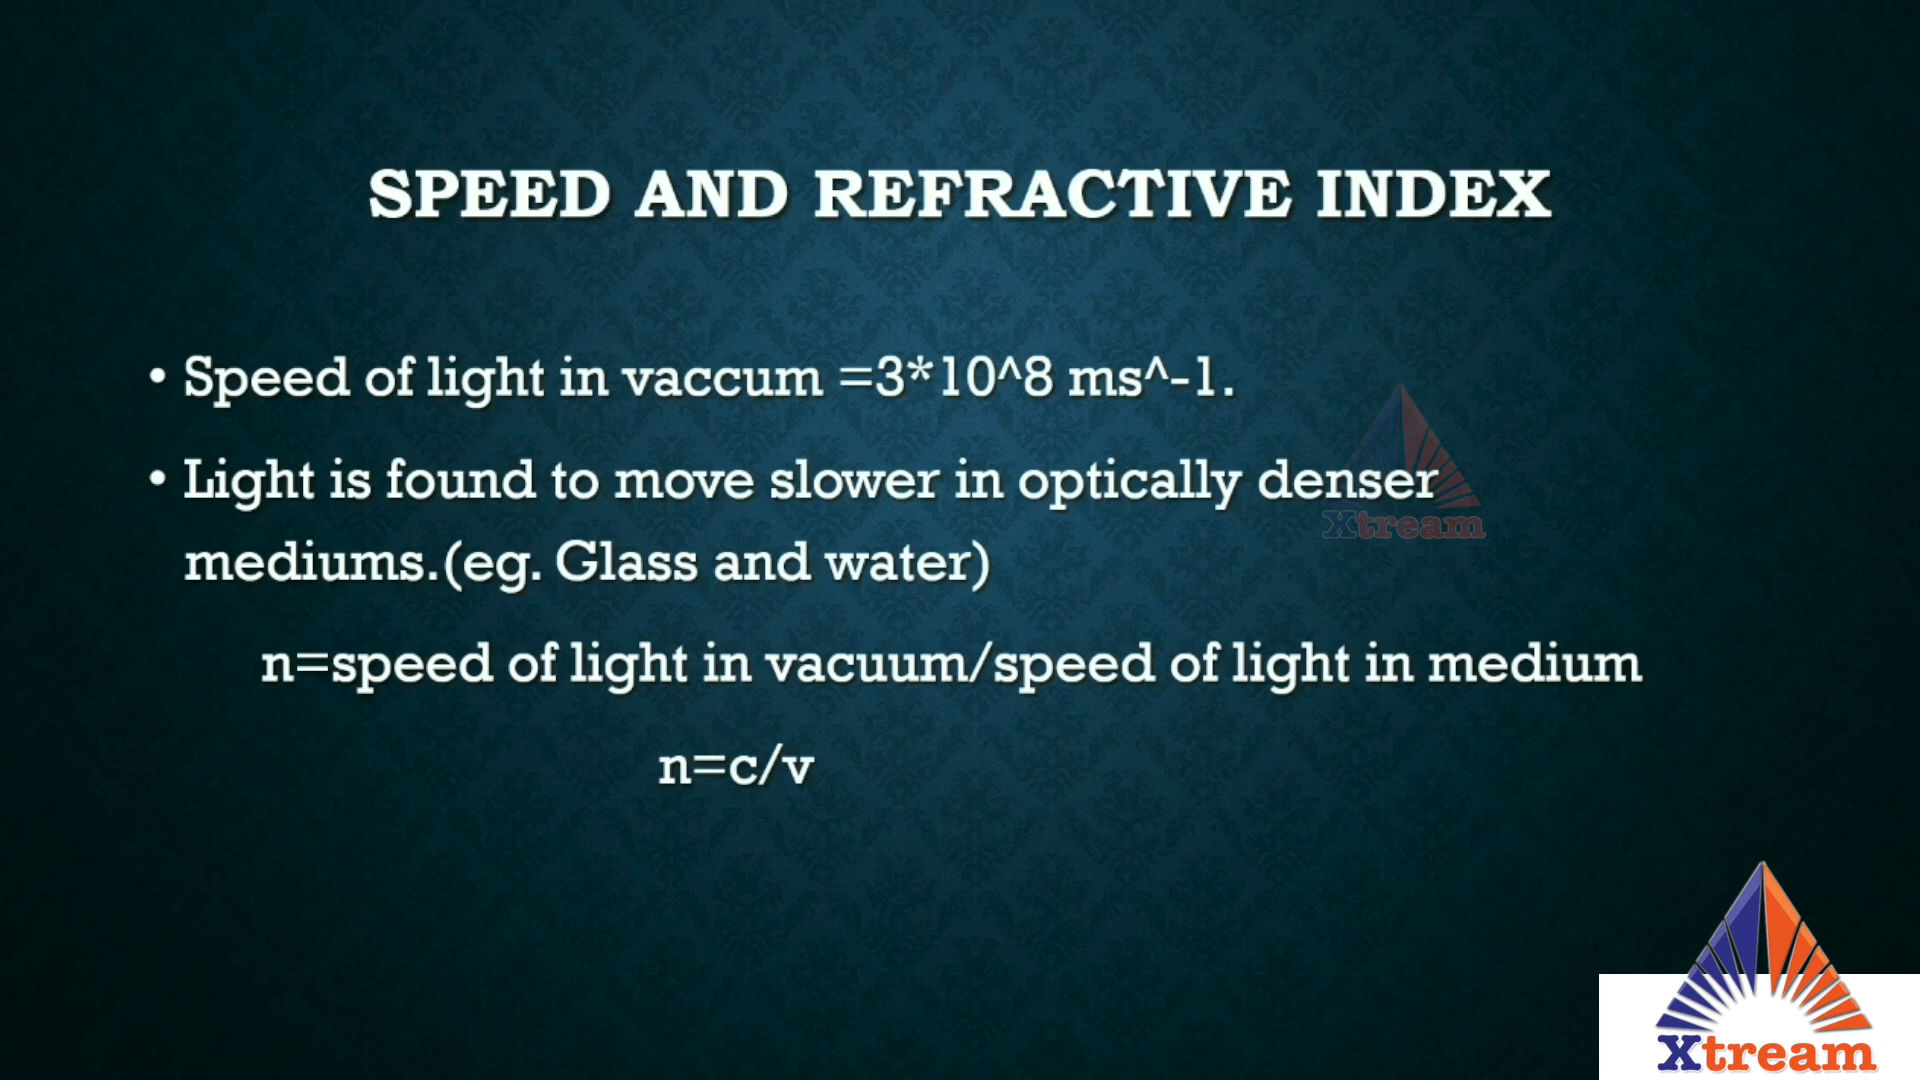 SPEED AND REFRACTIVE INDEX
• Speed of light in vaccum =3*10^8 ms^-1.
• Light is found to move slower in optically denser
mediums.(eg. Glass and water)
n=speed of light in vacuum/speed of light in medium
n=c/v
Xtream
Xtream